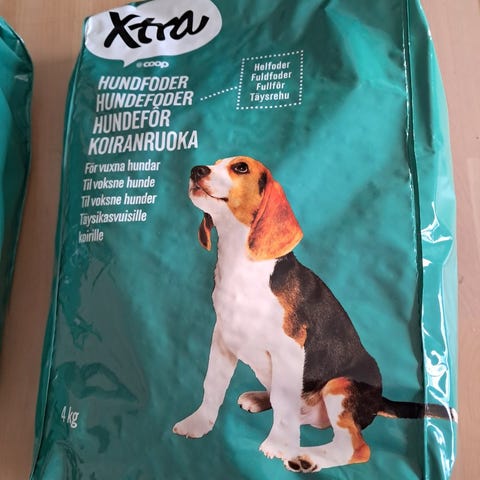 Xtra
coop
HUNDFODER
HUNDEFODER
HUNDEFÔR
KOIRANRUOKA
Helfoder
Fuldfoder
Fullfôr
Täysrehu
För vuxna hundar
Til voksne hunde
Til voksne hunder
Täysikasvuisille
koirille
4 kg